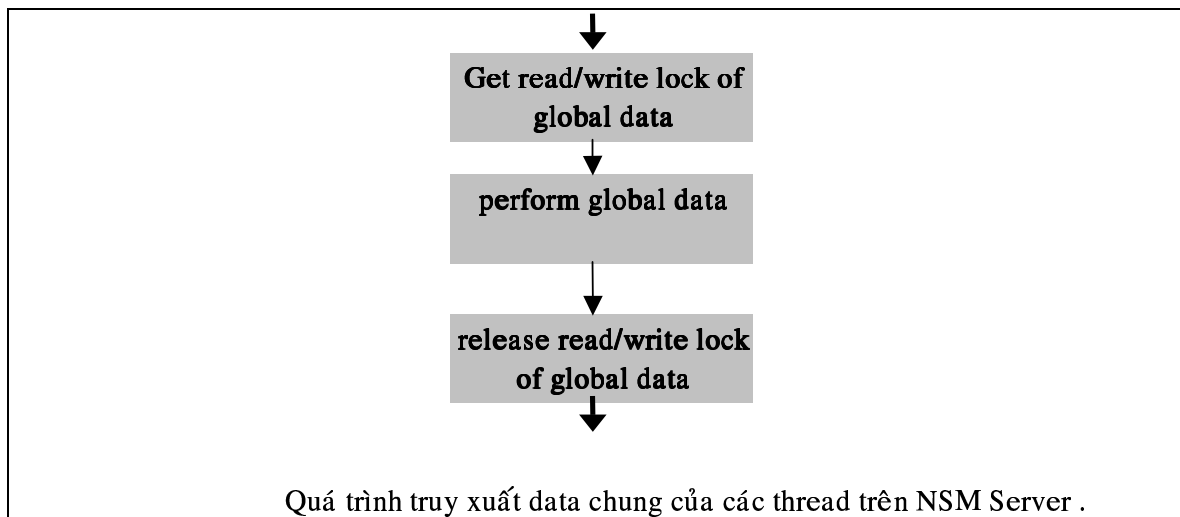 Get read/write lock of
global data
perform global data
release read/write lock
of global data
Quá trình truy xuất data chung của các thread trên NSM Server .